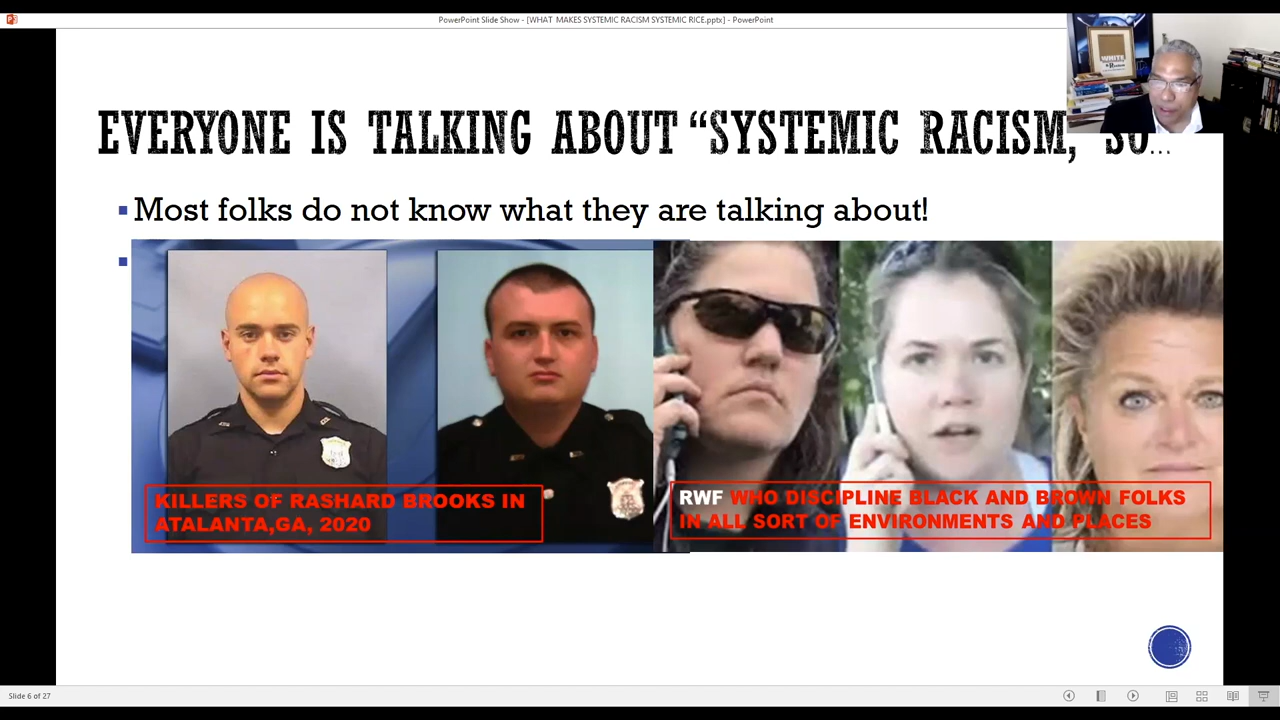 PowerPoint Slide Show - [WHAT MAKES SYSTEMIC RACISM SYSTEMIC RICE.pptx] - PowerPoint
WHITE
EVERYONE IS TALKING ABOUT “SYSTEMIC RACISM,” SO...
Most folks do not know what they are talking about!
KILLERS OF RASHARD BROOKS IN
ATALANTA,GA, 2020
RWF WHO DISCIPLINE BLACK AND BROWN FOLKS
IN ALL SORT OF ENVIRONMENTS AND PLACES
Slide 6 of 27